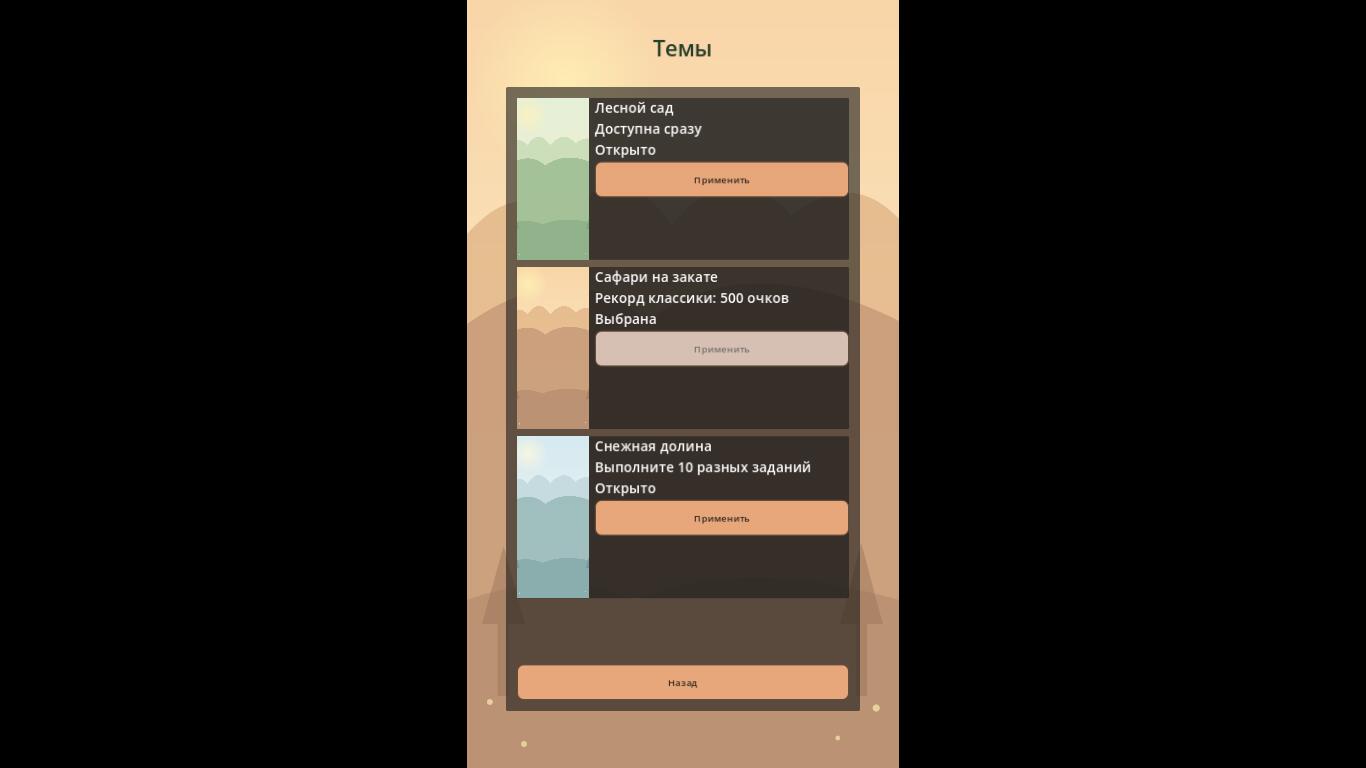 Темы
Лесной сад
Доступна сразу
Открыто
Применить
Сафари на закате
Рекорд классики: 500 очков
Выбрана
Применить
Снежная долина
Выполните 10 разных заданий
Открыто
Применить
Назад